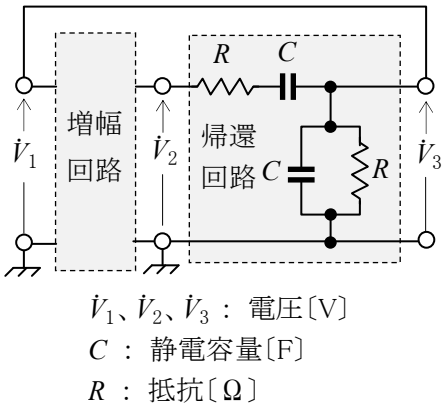 R
C
増幅
回路
帰還
回路
C
R
V̇1
V̇2
V̇3
V̇1、V̇2、V̇3 : 電圧〔V〕
C : 静電容量〔F〕
R : 抵抗〔Ω〕